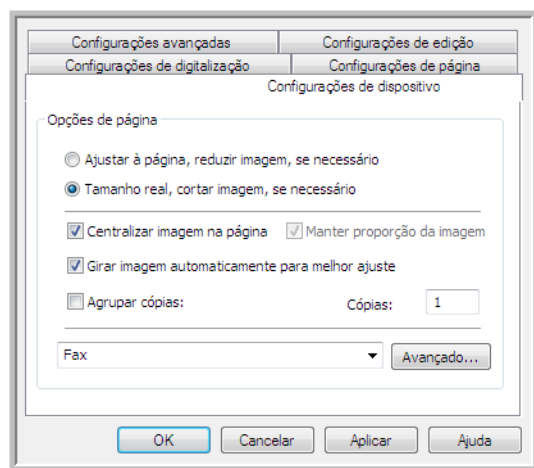 Configurações avançadas Configurações de edição
Configurações de digitalização Configurações de página
Configurações de dispositivo
Opções de página
Ajustar à página, reduzir imagem, se necessário
Tamanho real, cortar imagem, se necessário
Centralizar imagem na página Manter proporção da imagem
Girar imagem automaticamente para melhor ajuste
Agrupar cópias: Cópias: 1
Fax Avançado...
OK Cancelar Aplicar Ajuda